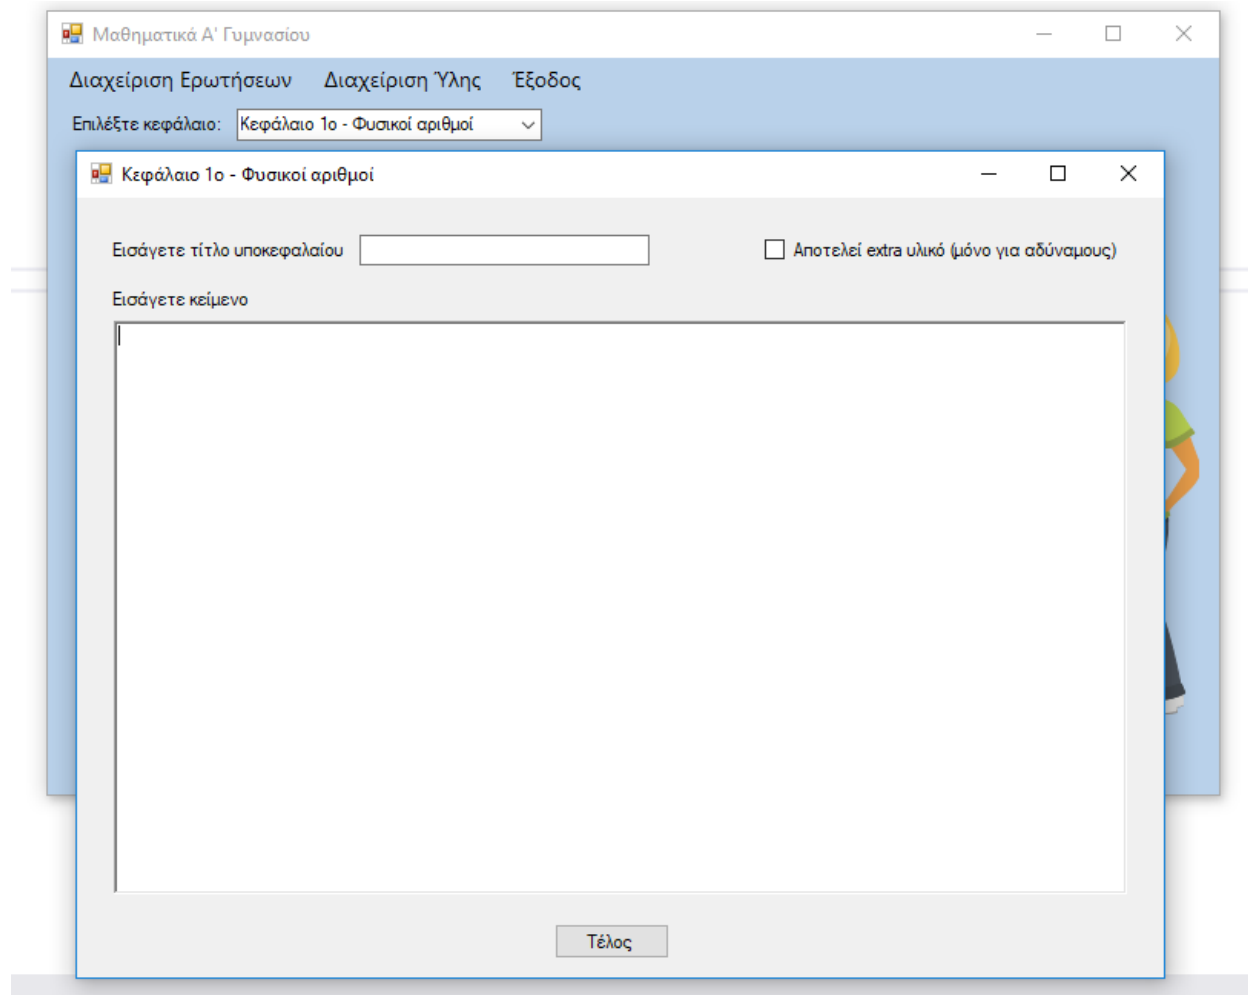 Μαθηματικά Α' Γυμνασίου
Διαχείριση Ερωτήσεων Διαχείριση Ύλης Έξοδος
Επιλέξτε κεφάλαιο: Κεφάλαιο 1ο - Φυσικοί αριθμοί
Κεφάλαιο 1ο - Φυσικοί αριθμοί
Εισάγετε τίτλο υποκεφαλαίου Αποτελεί extra υλικό (μόνο για αδύναμους)
Εισάγετε κείμενο
Τέλος